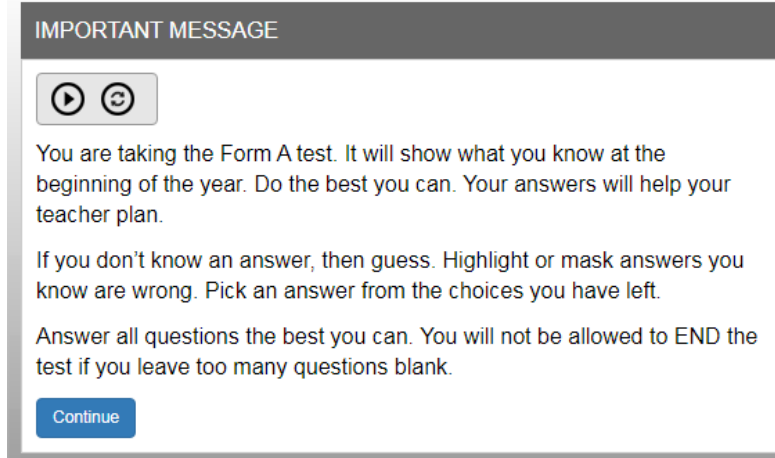 IMPORTANT MESSAGE
You are taking the Form A test. It will show what you know at the
beginning of the year. Do the best you can. Your answers will help your
teacher plan.
If you don’t know an answer, then guess. Highlight or mask answers you
know are wrong. Pick an answer from the choices you have left.
Answer all questions the best you can. You will not be allowed to END the
test if you leave too many questions blank.
Continue